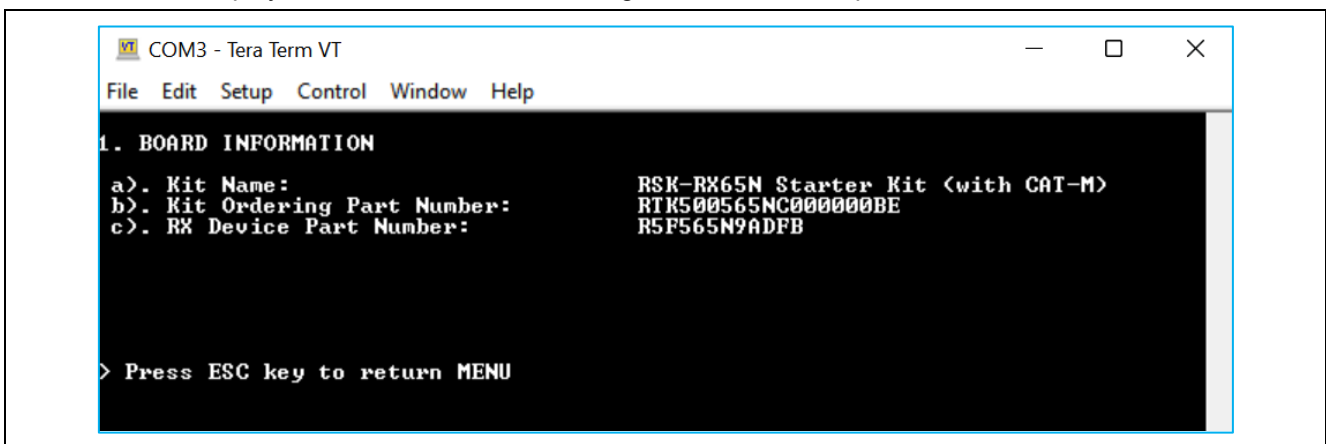 COM3 - Tera Term VT
File Edit Setup Control Window Help
1. BOARD INFORMATION
a). Kit Name: RSK-RX65N Starter Kit (with CAT-M)
b). Kit Ordering Part Number: RTK500565NC000000BE
c). RX Device Part Number: R5F565N9ADFB
> Press ESC key to return MENU